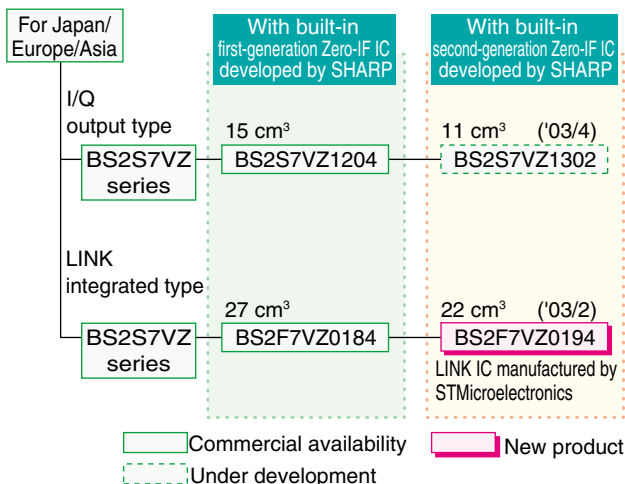 For Japan/
Europe/Asia
With built-in
first-generation Zero-IF IC
developed by SHARP
With built-in
second-generation Zero-IF IC
developed by SHARP
I/Q
output type
15 cm³
11 cm³ ('03/4)
BS2S7VZ
series
BS2S7VZ1204
BS2S7VZ1302
LINK
integrated type
27 cm³
22 cm³ ('03/2)
BS2S7VZ
series
BS2F7VZ0184
BS2F7VZ0194
LINK IC manufactured by
STMicroelectronics
Commercial availability
New product
Under development